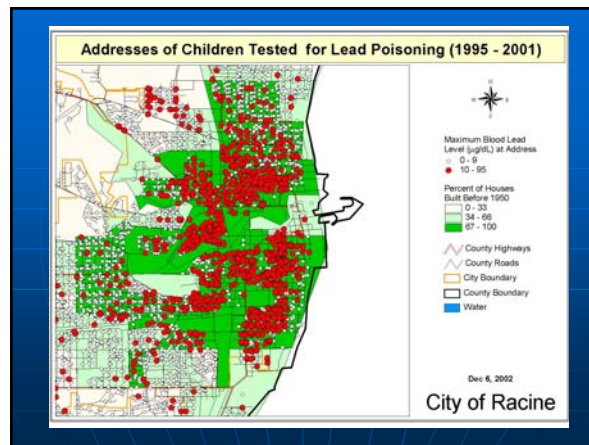 Addresses of Children Tested for Lead Poisoning (1995 - 2001)
N
W E
S
Maximum Blood Lead
Level (µg/dL) at Address
0 - 9
10 - 95
Percent of Houses
Built Before 1950
0 - 33
34 - 66
67 - 100
County Highways
County Roads
City Boundary
County Boundary
Water
Dec 6, 2002
City of Racine